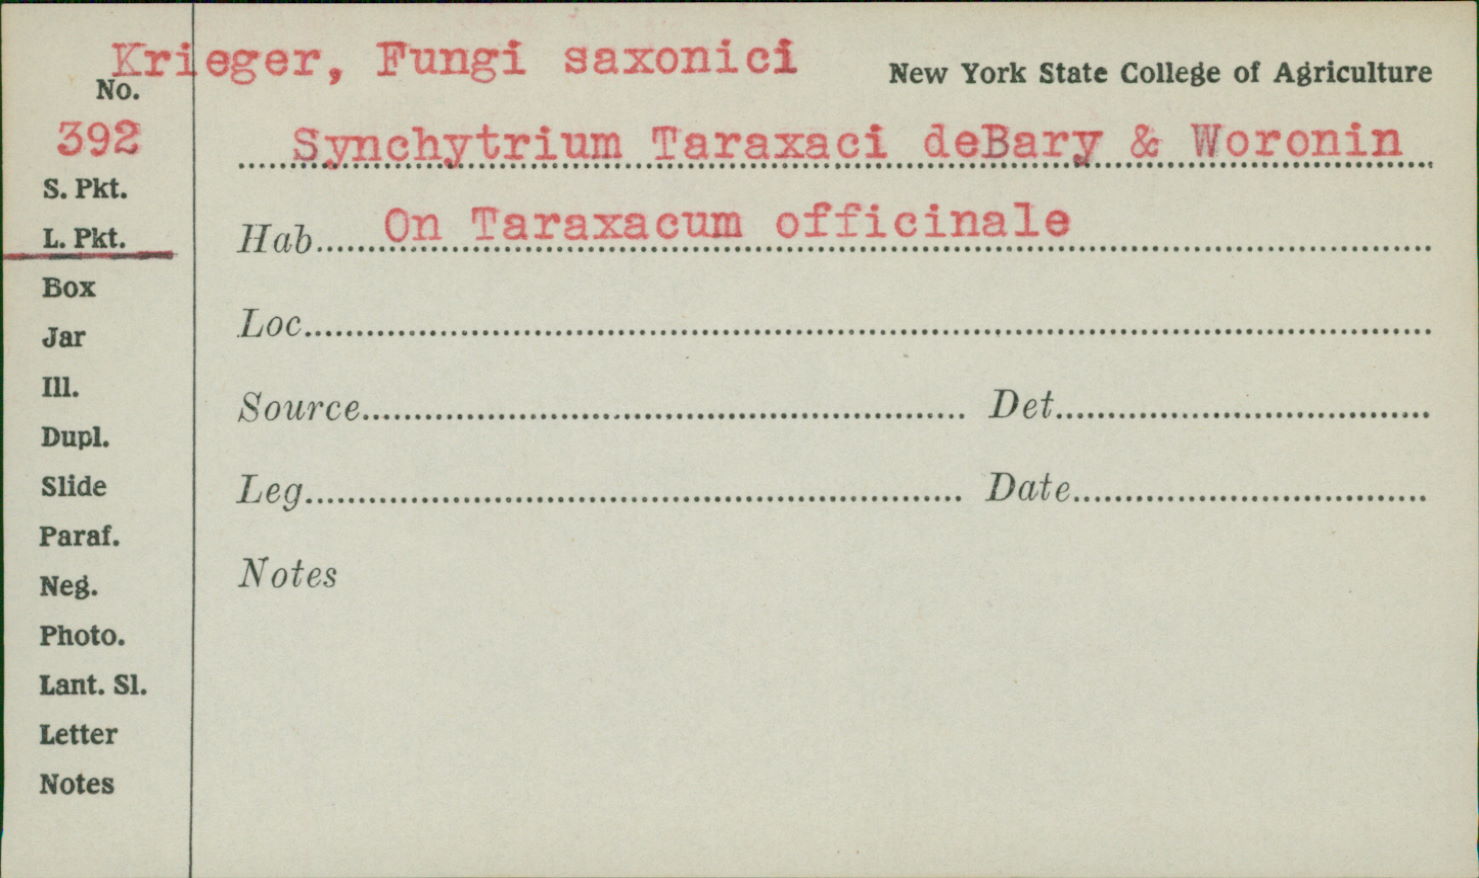 Krieger, Fungi saxonici
New York State College of Agriculture
No.
392
Synchytrium Taraxaci deBary & Woronin
S. Pkt.
L. Pkt.
Hab. On Taraxacum officinale
Box
Loc.
Jar
Ill.
Source
Det.
Dupl.
Slide
Leg.
Date
Paraf.
Notes
Neg.
Photo.
Lant. Sl.
Letter
Notes